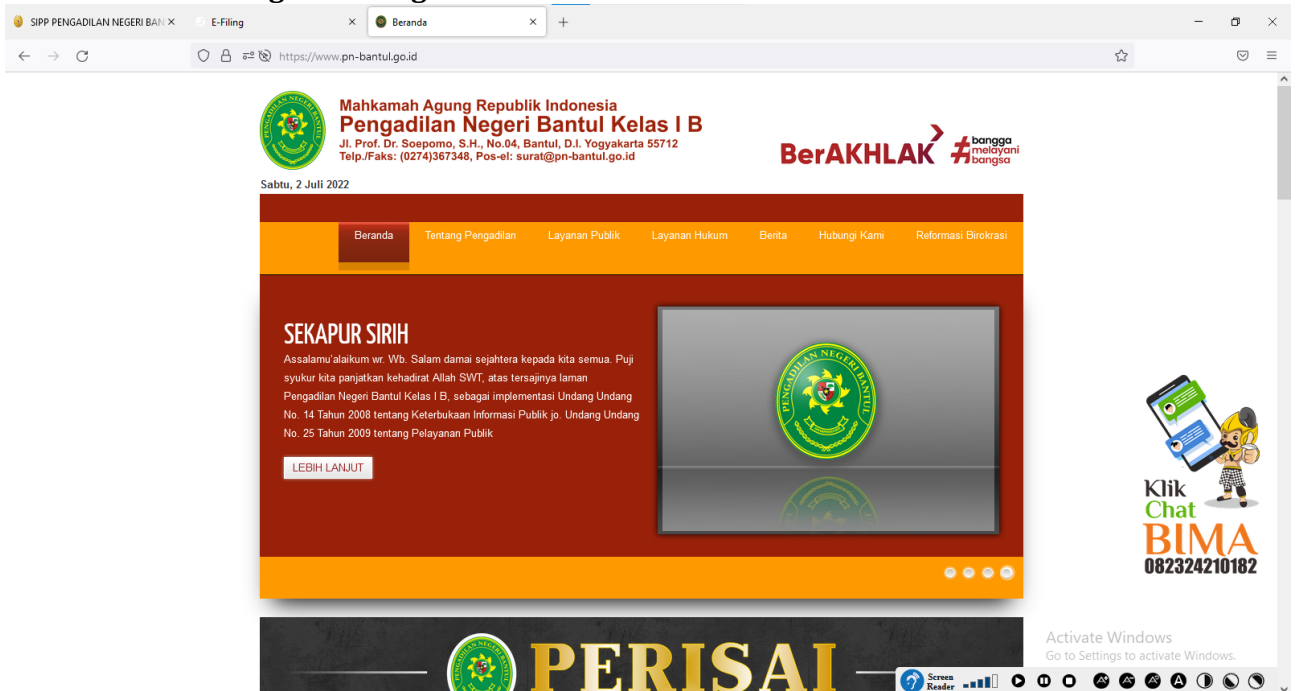 SIPP PENGADILAN NEGERI BAN
E-Filing
Beranda
https://www.pn-bantul.go.id
Mahkamah Agung Republik Indonesia
Pengadilan Negeri Bantul Kelas I B
Jl. Prof. Dr. Soepomo, S.H., No.04, Bantul, D.I. Yogyakarta 55712
Telp./Faks: (0274)367348, Pos-el: surat@pn-bantul.go.id
BerAKHLAK
# bangga
melayani
bangsa
Sabtu, 2 Juli 2022
Beranda Tentang Pengadilan Layanan Publik Layanan Hukum Berita Hubungi Kami Reformasi Birokrasi
SEKAPUR SIRIH
Assalamu'alaikum wr. Wb. Salam damai sejahtera kepada kita semua. Puji
syukur kita panjatkan kehadirat Allah SWT, atas tersajinya laman
Pengadilan Negeri Bantul Kelas I B, sebagai implementasi Undang Undang
No. 14 Tahun 2008 tentang Keterbukaan Informasi Publik jo. Undang Undang
No. 25 Tahun 2009 tentang Pelayanan Publik
LEBIH LANJUT
PENGADILAN NEGERI BANTUL
Klik
Chat
BIMA
082324210182
PERISAI
Activate Windows
Go to Settings to activate Windows.
Screen
Reader